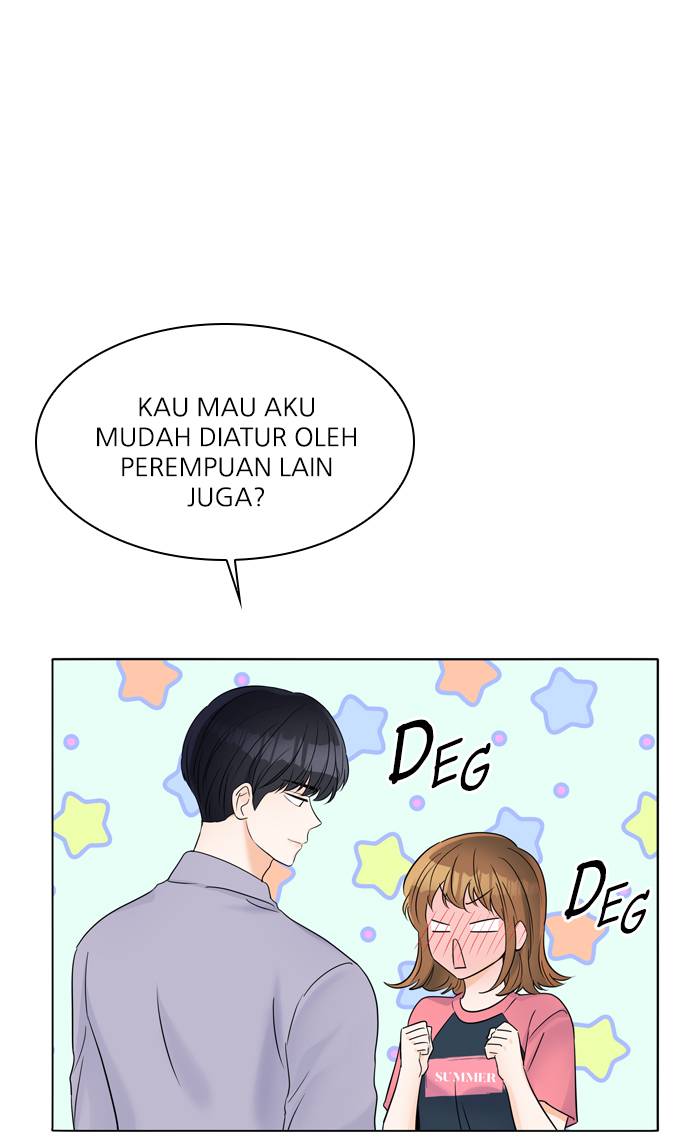 KAU MAU AKU
MUDAH DIATUR OLEH
PEREMPUAN LAIN
JUGA?
DEG
DEG
SUMMER